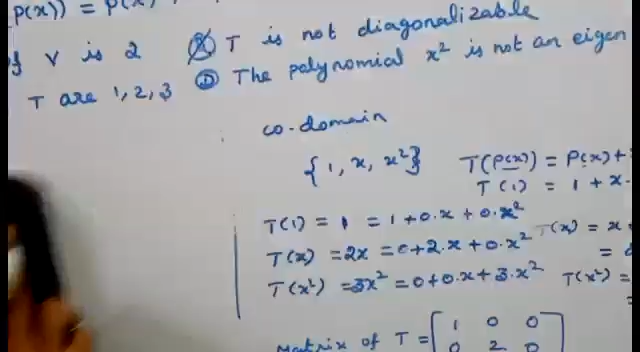 P(x)) = P(x)
of V is 2 Ⓐ T is not diagonalizable
T are 1, 2, 3 Ⓓ The polynomial x² is not an eigen
co-domain
{1, x, x²} T(P(x)) = P(x) +
T(1) = 1 + x.
T(1) = 1 = 1+0.x+0.x²
T(x) = 2x = 0+2.x+0.x² T(x) = x
T(x²) = 3x² = 0+0.x+3.x² T(x²) =
Matrix of T = [1 0 0
0 2 0